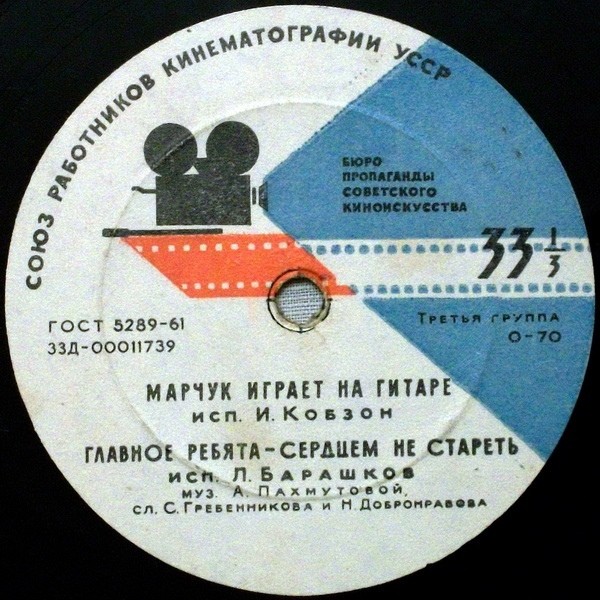 СОЮЗ РАБОТНИКОВ КИНЕМАТОГРАФИИ УССР
БЮРО
ПРОПАГАНДЫ
СОВЕТСКОГО
КИНОИСКУССТВА
33 1/3
ГОСТ 5289-61
33Д-00011739
ТРЕТЬЯ ГРУППА
0-70
МАРЧУК ИГРАЕТ НА ГИТАРЕ
ИСП. И. КОБЗОН
ГЛАВНОЕ РЕБЯТА-СЕРДЦЕМ НЕ СТАРЕТЬ
ИСП. Л. БАРАШКОВ
МУЗ. А. ПАХМУТОВОЙ,
СЛ. С. ГРЕБЕННИКОВА И Н. ДОБРОНРАВОВА